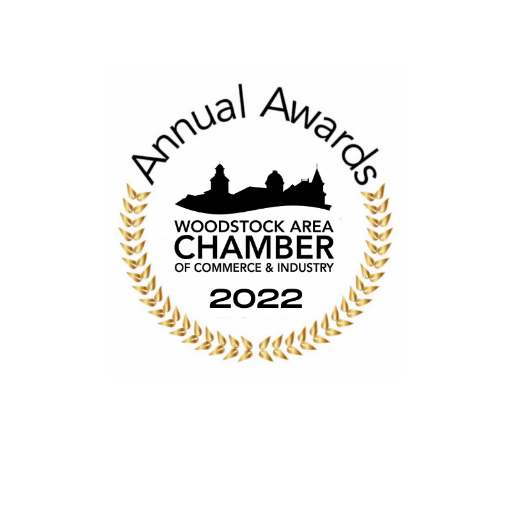 Annual Awards
WOODSTOCK AREA
CHAMBER
OF COMMERCE & INDUSTRY
2022